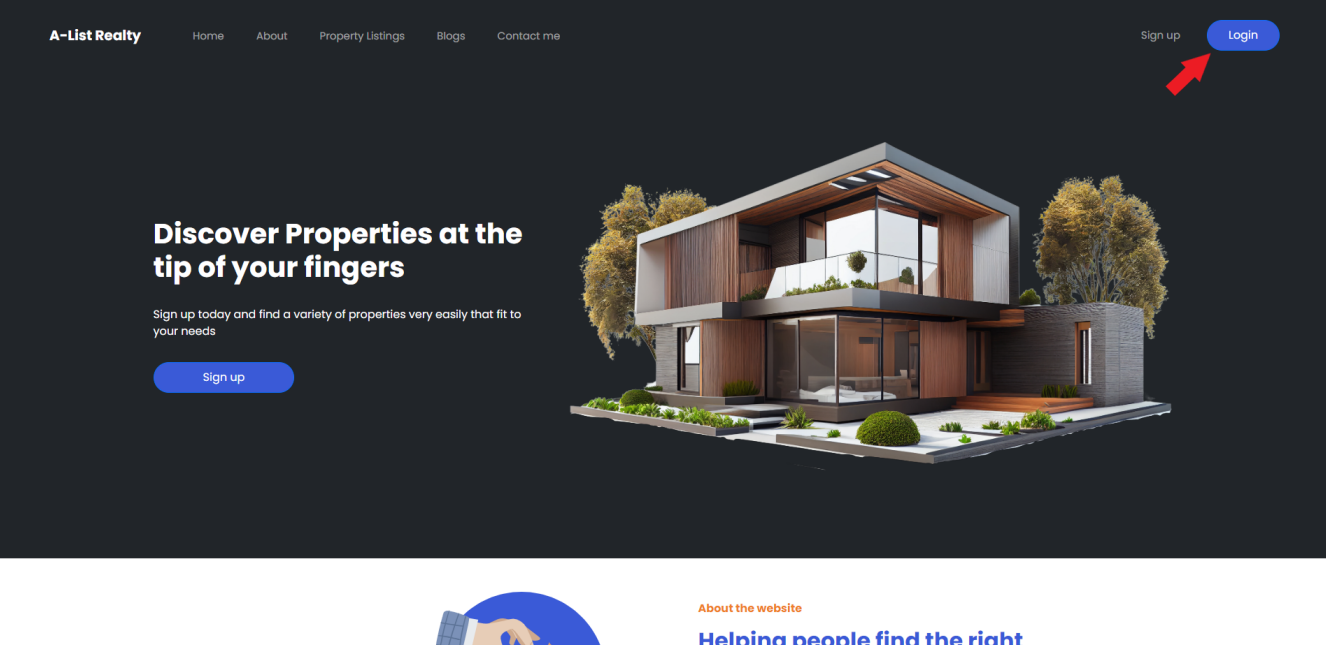 A-List Realty
Home
About
Property Listings
Blogs
Contact me
Sign up
Login
Discover Properties at the
tip of your fingers
Sign up today and find a variety of properties very easily that fit to
your needs
Sign up
About the website
Helping people find the right